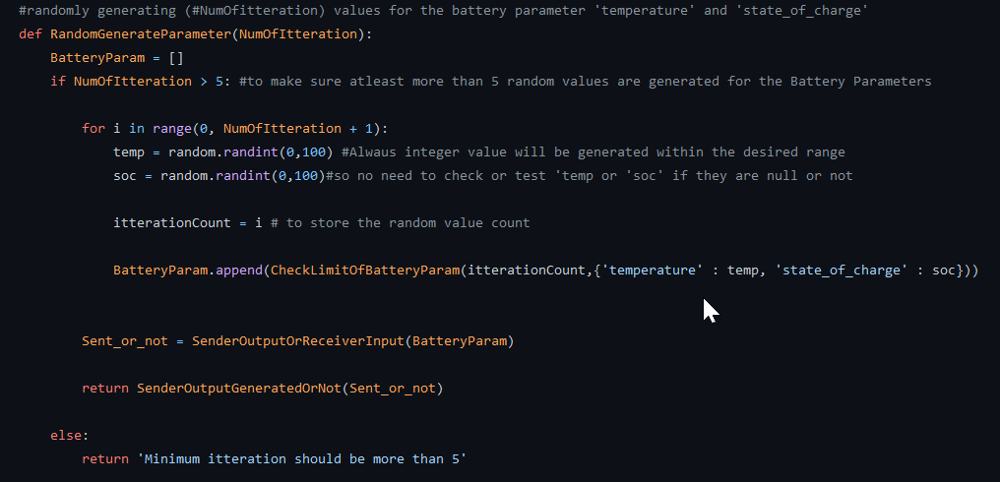 #randomly generating (#NumOfitteration) values for the battery parameter 'temperature' and 'state_of_charge'
def RandomGenerateParameter(NumOfItteration):
BatteryParam = []
if NumOfItteration > 5: #to make sure atleast more than 5 random values are generated for the Battery Parameters
for i in range(0, NumOfItteration + 1):
temp = random.randint(0,100) #Alwaus integer value will be generated within the desired range
soc = random.randint(0,100)#so no need to check or test 'temp or 'soc' if they are null or not
itterationCount = i # to store the random value count
BatteryParam.append(CheckLimitOfBatteryParam(itterationCount,{'temperature' : temp, 'state_of_charge' : soc}))
Sent_or_not = SenderOutputOrReceiverInput(BatteryParam)
return SenderOutputGeneratedOrNot(Sent_or_not)
else:
return 'Minimum itteration should be more than 5'